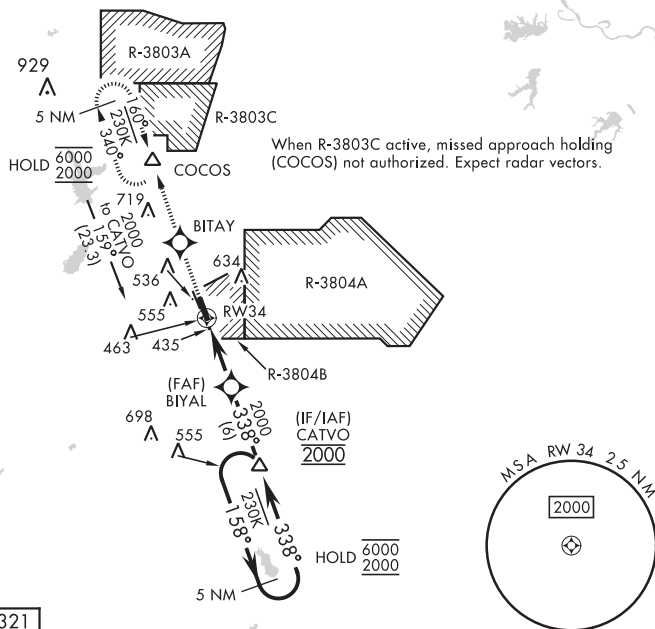 R-3803A
929
5 NM
160°
230K
340°
R-3803C
When R-3803C active, missed approach holding
(COCOS) not authorized. Expect radar vectors.
HOLD 6000
2000
COCOS
719
2000
to CATVO
159°
(23.3)
BITAY
634
536
R-3804A
555
RW34
463
435
R-3804B
(FAF)
BIYAL
2000
338°
(6)
(IF/IAF)
CATVO
2000
698
555
MSA RW 34 25 NM
2000
230K
158°
338°
HOLD 6000
2000
5 NM
321